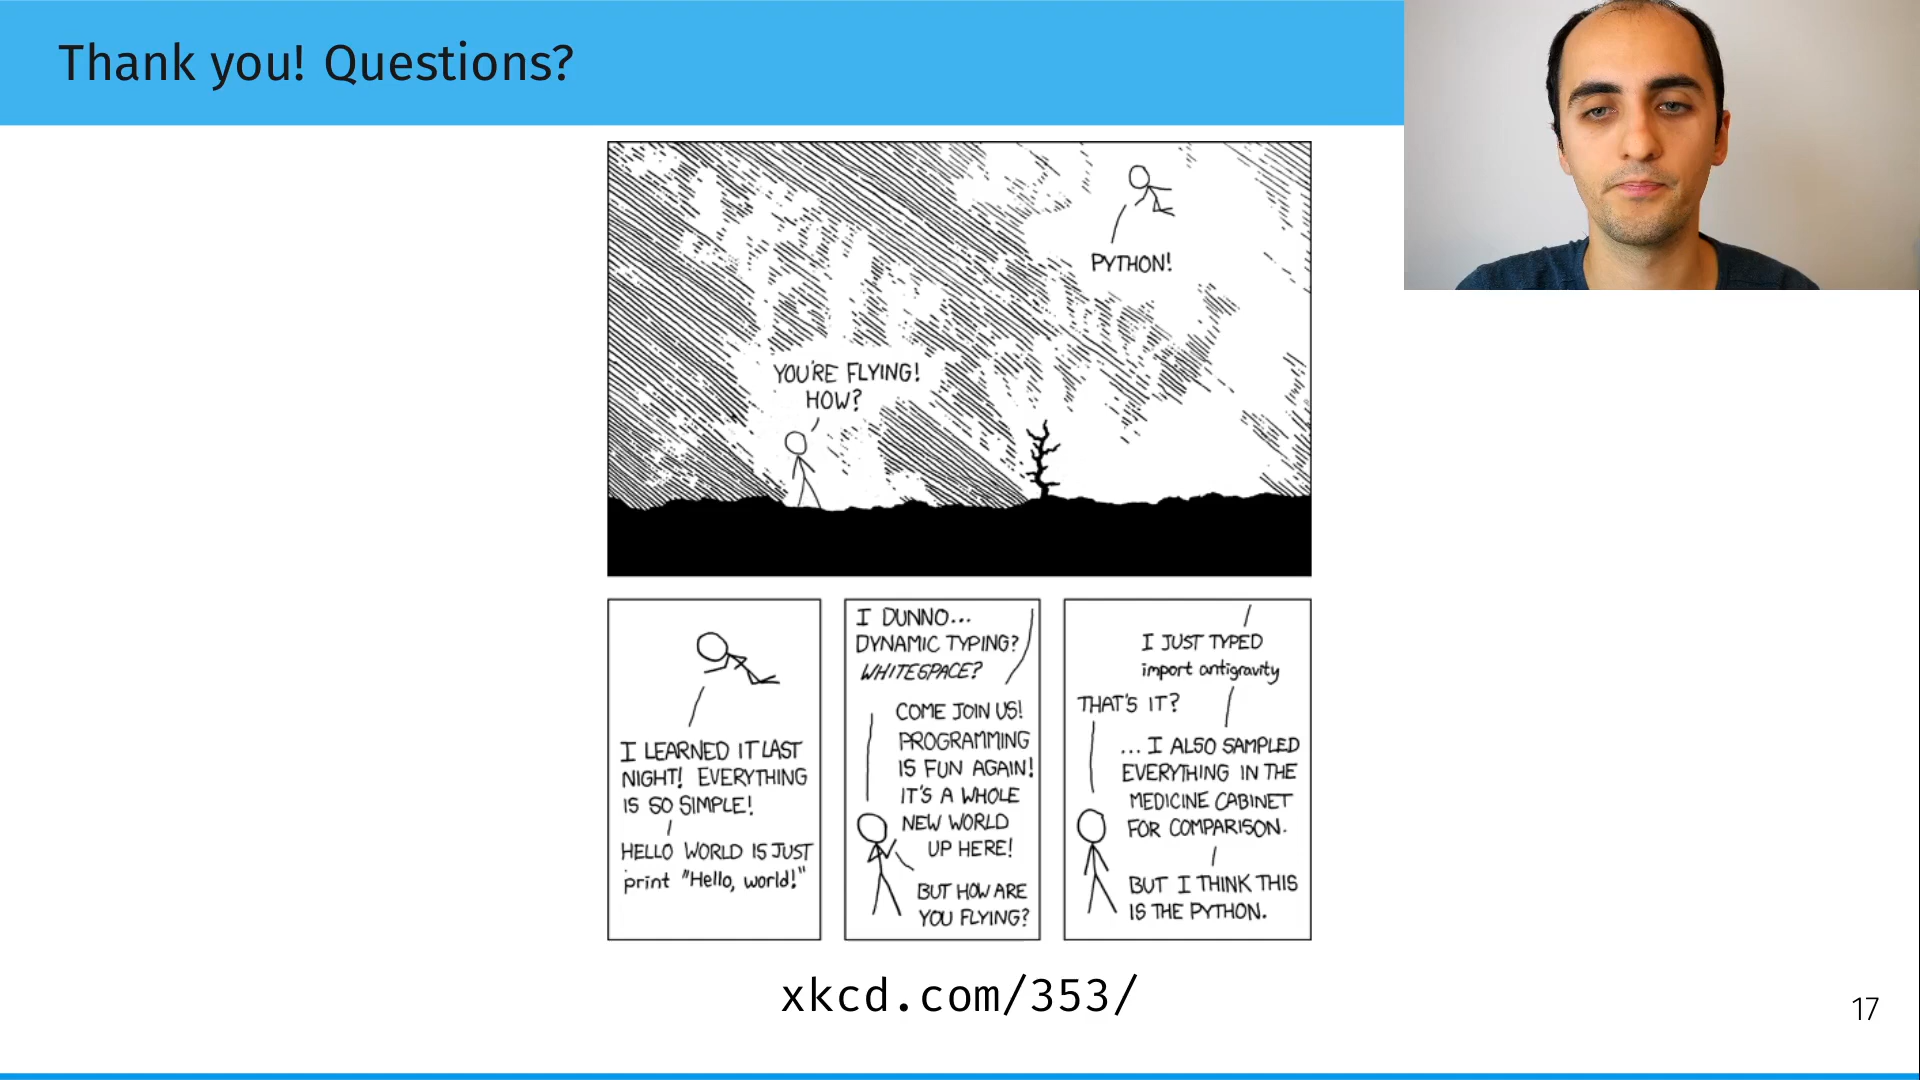 Thank you! Questions?
PYTHON!
YOU'RE FLYING!
HOW?
I LEARNED IT LAST
NIGHT! EVERYTHING
IS SO SIMPLE!
HELLO WORLD IS JUST
print "Hello, world!"
I DUNNO...
DYNAMIC TYPING?
WHITESPACE?
COME JOIN US!
PROGRAMMING
IS FUN AGAIN!
IT'S A WHOLE
NEW WORLD
UP HERE!
BUT HOW ARE
YOU FLYING?
I JUST TYPED
import antigravity
THAT'S IT?
... I ALSO SAMPLED
EVERYTHING IN THE
MEDICINE CABINET
FOR COMPARISON.
BUT I THINK THIS
IS THE PYTHON.
xkcd.com/353/
17